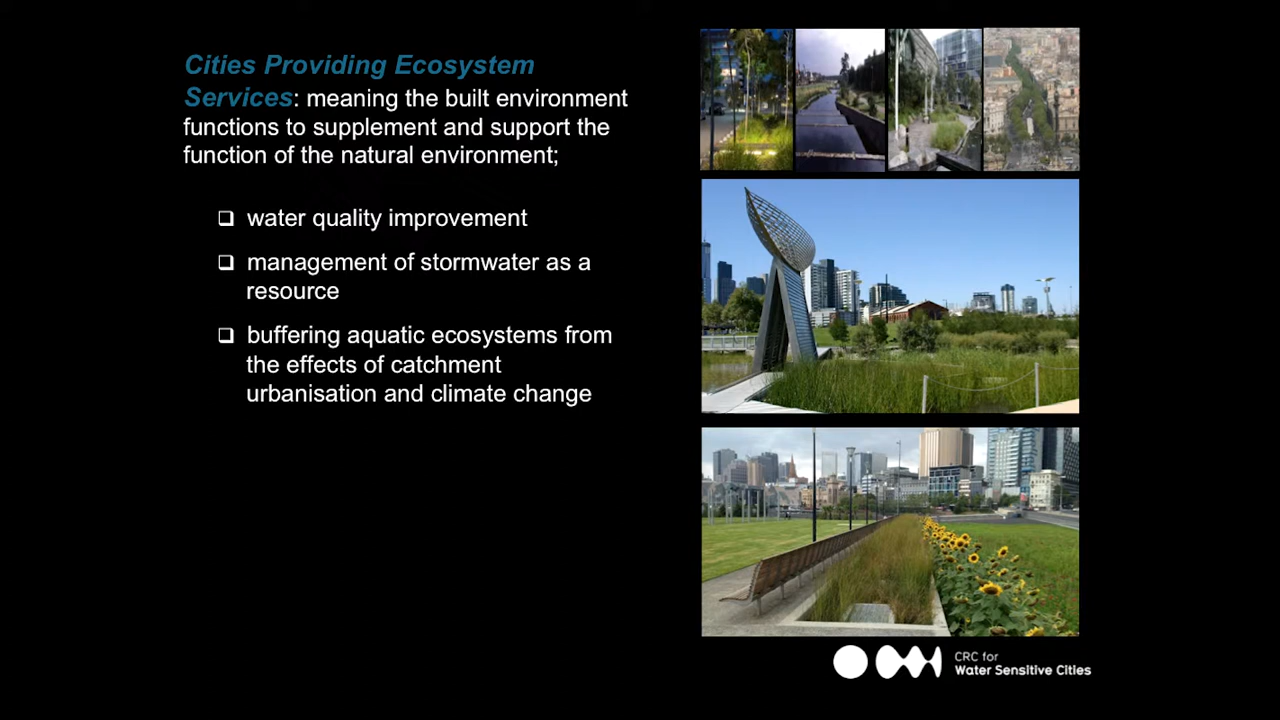 Cities Providing Ecosystem
Services: meaning the built environment
functions to supplement and support the
function of the natural environment;
❑ water quality improvement
❑ management of stormwater as a
resource
❑ buffering aquatic ecosystems from
the effects of catchment
urbanisation and climate change
CRC for
Water Sensitive Cities